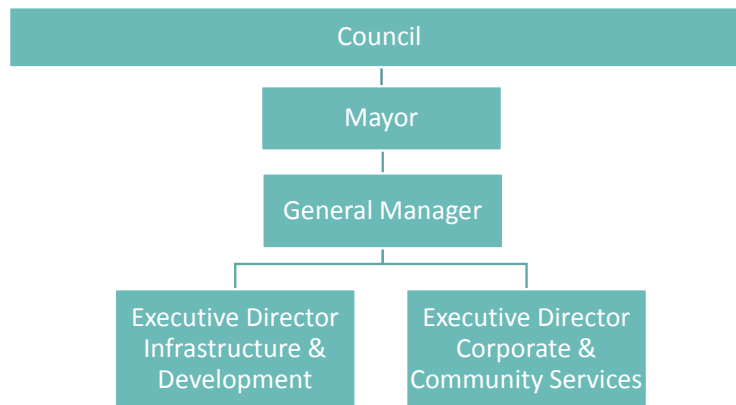 Council
Mayor
General Manager
Executive Director
Infrastructure &
Development
Executive Director
Corporate &
Community Services